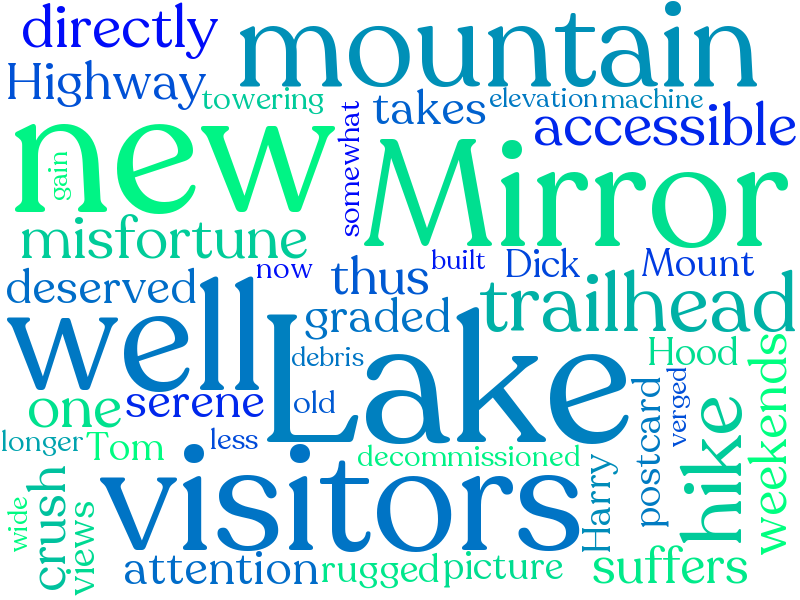 directly
mountain
Highway
towering
takes
elevation
machine
accessible
new
gain
somewhat
Mirror
misfortune
now
built
Dick
Mount
deserved
thus
well
Lake
graded
trailhead
debris
Hood
one
serene
old
verged
weekends
longer
Tom
less
decommissioned
postcard
hike
visitors
Harry
wide
crush
views
attention
rugged
picture
suffers